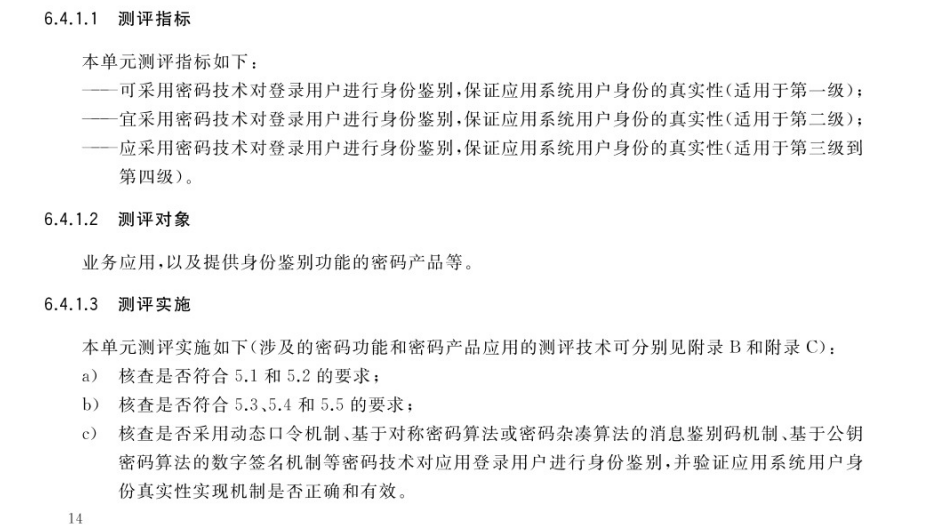 6.4.1.1 测评指标
本单元测评指标如下:
——可采用密码技术对登录用户进行身份鉴别,保证应用系统用户身份的真实性(适用于第一级);
——宜采用密码技术对登录用户进行身份鉴别,保证应用系统用户身份的真实性(适用于第二级);
——应采用密码技术对登录用户进行身份鉴别,保证应用系统用户身份的真实性(适用于第三级到
第四级)。
6.4.1.2 测评对象
业务应用,以及提供身份鉴别功能的密码产品等。
6.4.1.3 测评实施
本单元测评实施如下(涉及的密码功能和密码产品应用的测评技术可分别见附录 B 和附录 C):
a) 核查是否符合 5.1 和 5.2 的要求;
b) 核查是否符合 5.3、5.4 和 5.5 的要求;
c) 核查是否采用动态口令机制、基于对称密码算法或密码杂凑算法的消息鉴别码机制、基于公钥
密码算法的数字签名机制等密码技术对应用登录用户进行身份鉴别,并验证应用系统用户身
份真实性实现机制是否正确和有效。
14